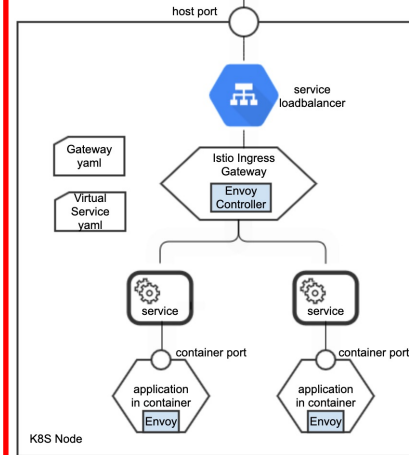 host port
service
loadbalancer
Gateway
yaml
Istio Ingress
Gateway
Envoy
Controller
Virtual
Service
yaml
service
service
container port
container port
application
in container
Envoy
application
in container
Envoy
K8S Node